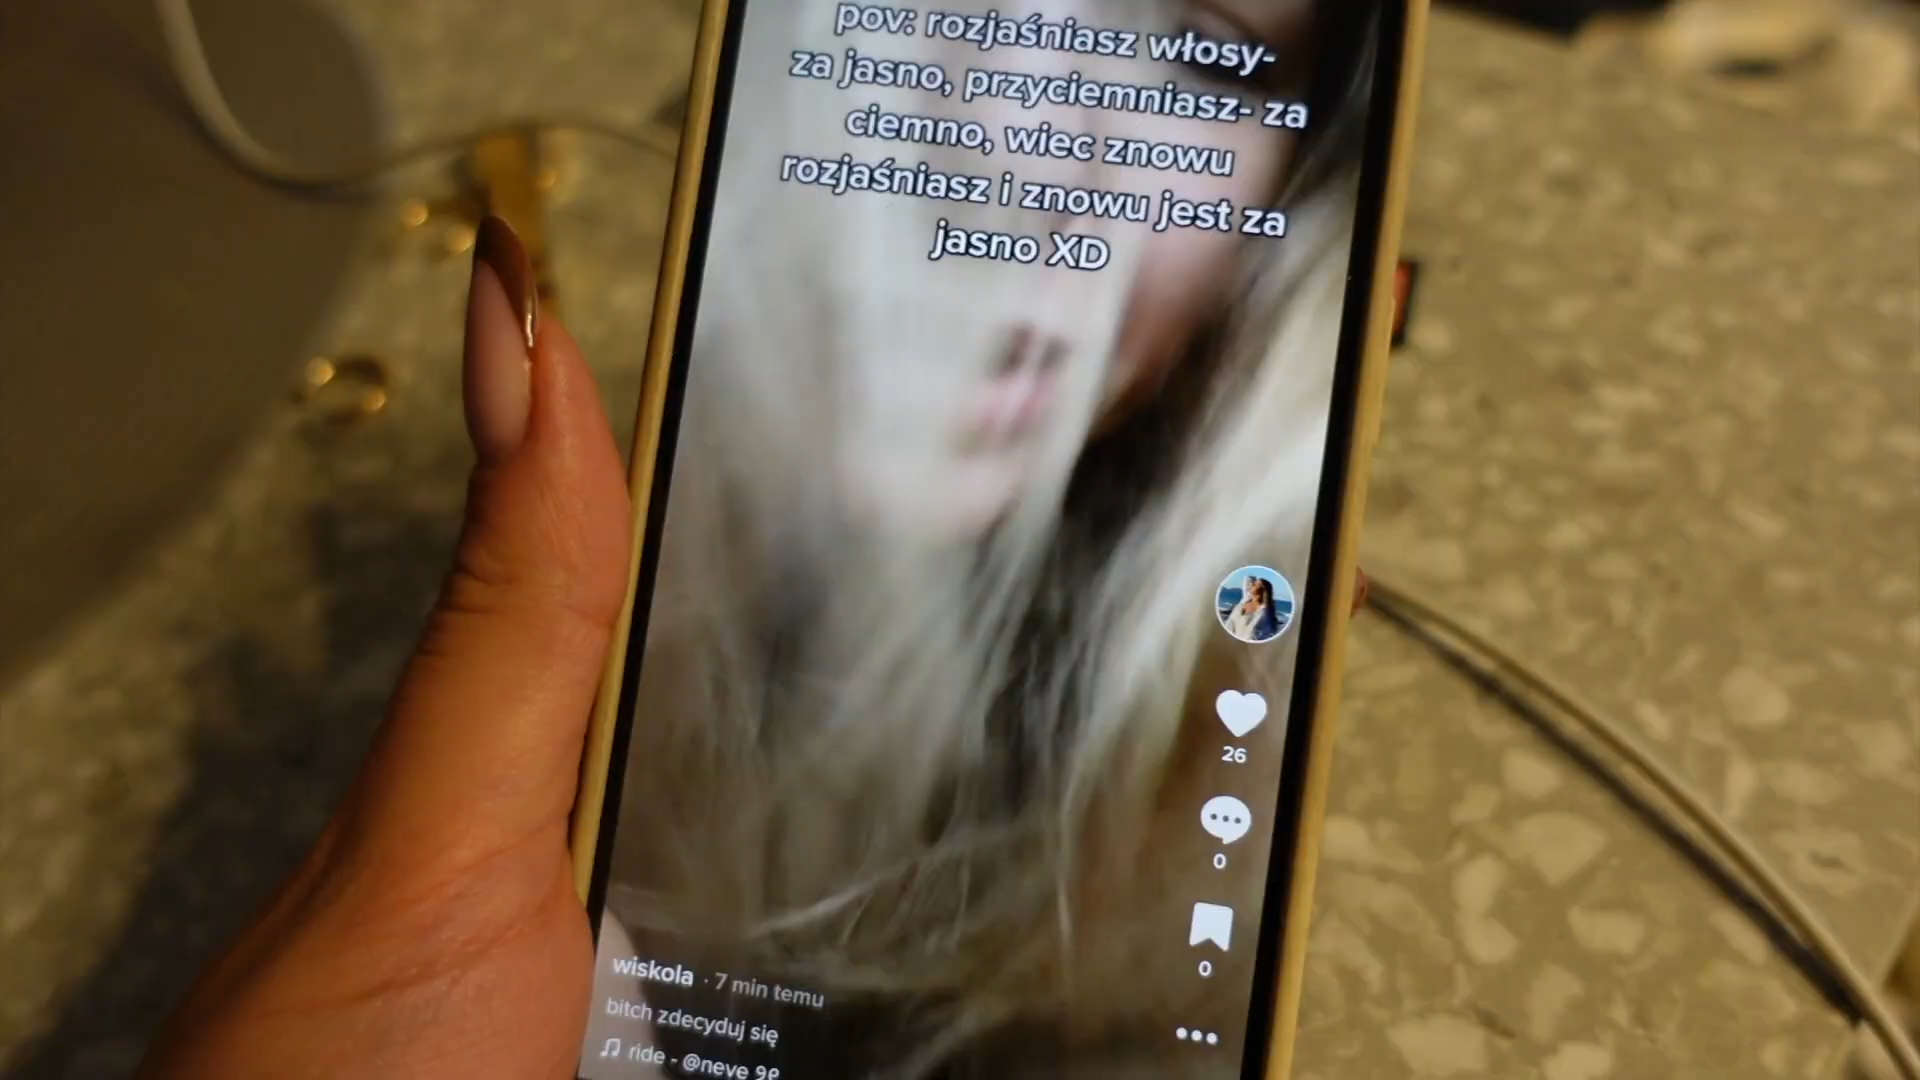 pov: rozjaśniasz włosy-
za jasno, przyciemniasz- za
ciemno, wiec znowu
rozjaśniasz i znowu jest za
jasno XD
26
0
0
wiskola · 7 min temu
bitch zdecyduj się
ride - @neve